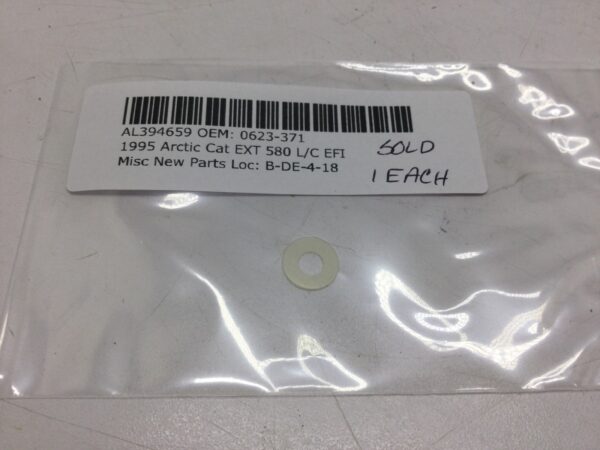 AL394659 OEM: 0623-371
1995 Arctic Cat EXT 580 L/C EFI
Misc New Parts Loc: B-DE-4-18
SOLD
1 EACH